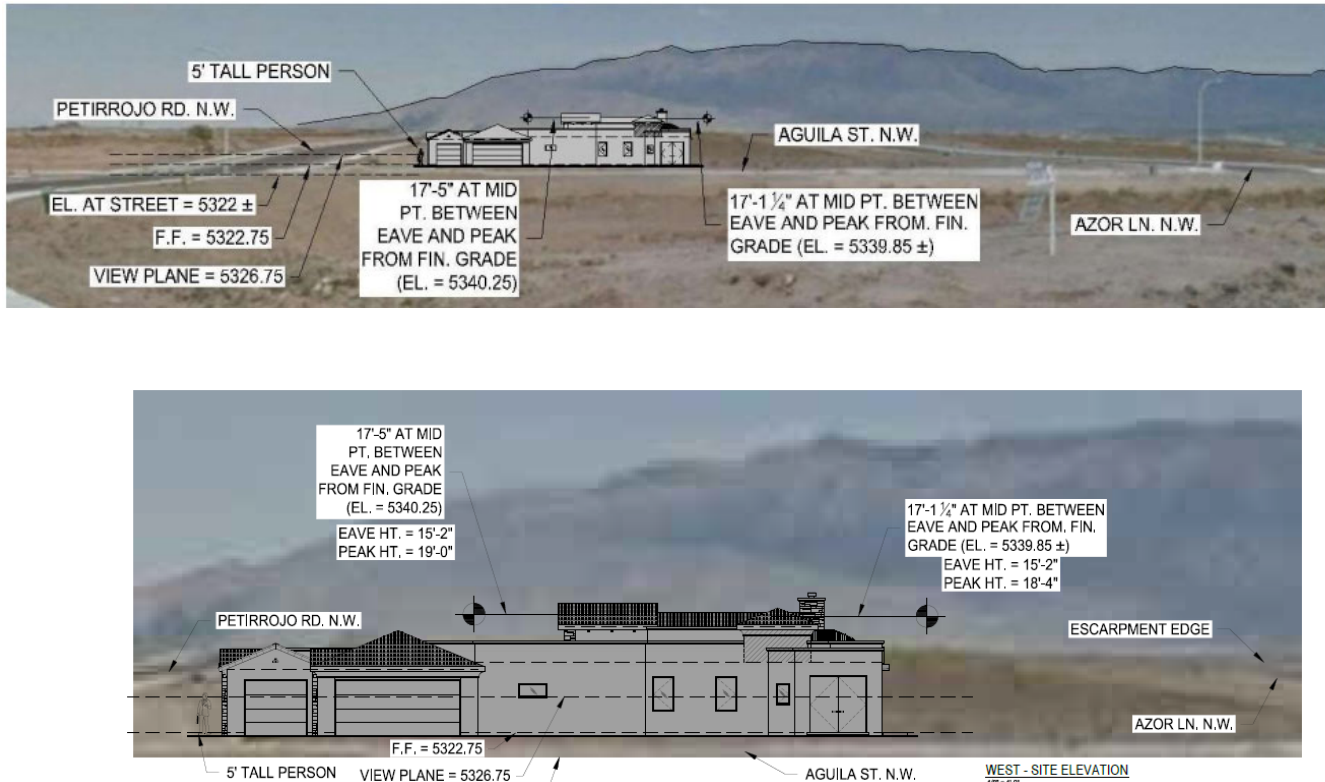 5' TALL PERSON
PETIRROJO RD. N.W.
AGUILA ST. N.W.
EL. AT STREET = 5322 ±
F.F. = 5322.75
VIEW PLANE = 5326.75
17'-5" AT MID
PT. BETWEEN
EAVE AND PEAK
FROM FIN. GRADE
(EL. = 5340.25)
17'-1 ¼" AT MID PT. BETWEEN
EAVE AND PEAK FROM. FIN.
GRADE (EL. = 5339.85 ±)
AZOR LN. N.W.
17'-5" AT MID
PT. BETWEEN
EAVE AND PEAK
FROM FIN. GRADE
(EL. = 5340.25)
EAVE HT. = 15'-2"
PEAK HT. = 19'-0"
17'-1 ¼" AT MID PT. BETWEEN
EAVE AND PEAK FROM. FIN.
GRADE (EL. = 5339.85 ±)
EAVE HT. = 15'-2"
PEAK HT. = 18'-4"
PETIRROJO RD. N.W.
ESCARPMENT EDGE
AZOR LN. N.W.
F.F. = 5322.75
5' TALL PERSON
VIEW PLANE = 5326.75
AGUILA ST. N.W.
WEST - SITE ELEVATION